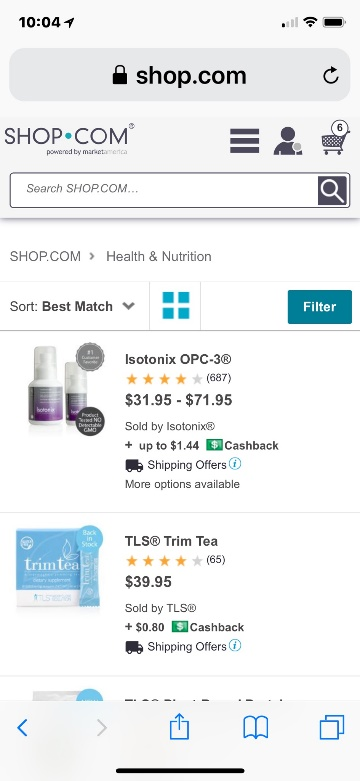 10:04
shop.com
SHOP•COM®
powered by marketamerica
6
Search SHOP.COM...
SHOP.COM > Health & Nutrition
Sort: Best Match
Filter
#1
Customer
Favorite
Isotonix
Product
Tested NO
Detectable
GMO
Isotonix OPC-3®
(687)
$31.95 - $71.95
Sold by Isotonix®
+ up to $1.44 $ Cashback
Shipping Offers i
More options available
Back in
Stock
trimtea
TLS® Trim Tea
(65)
$39.95
Sold by TLS®
+ $0.80 $ Cashback
Shipping Offers i